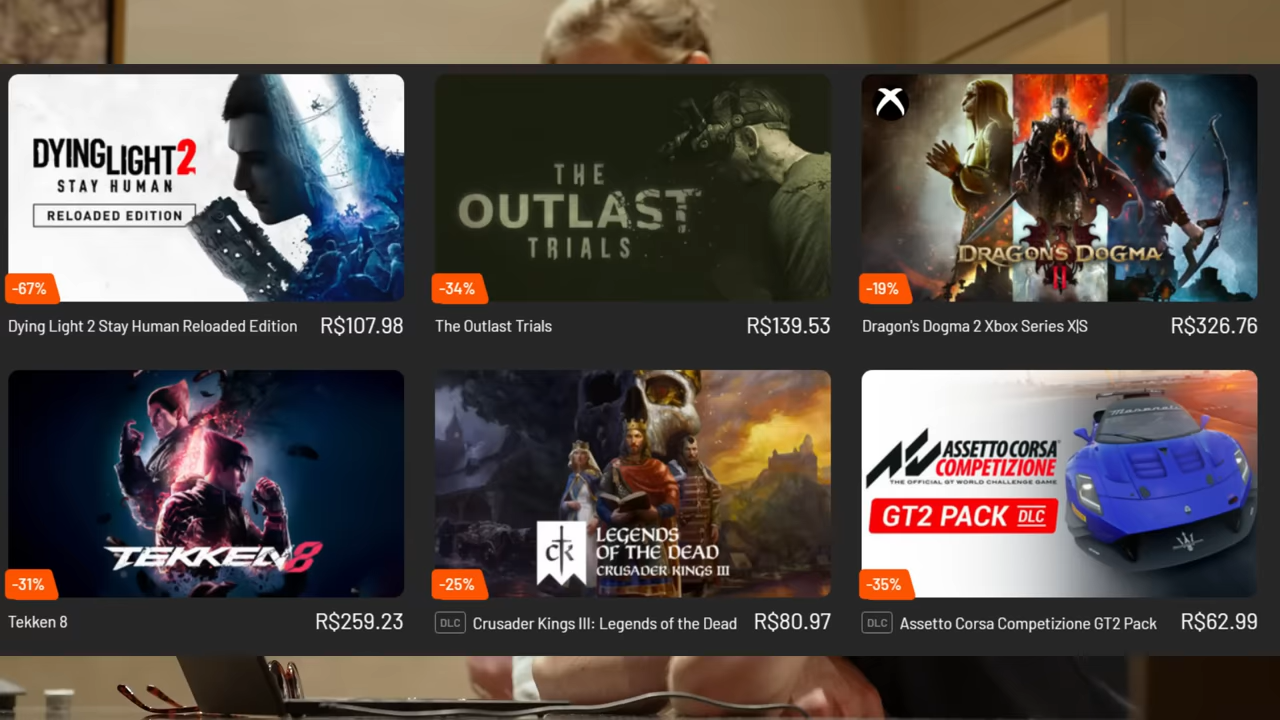 DYING LIGHT 2
STAY HUMAN
RELOADED EDITION
-67%
Dying Light 2 Stay Human Reloaded Edition R$107.98
THE
OUTLAST
TRIALS
-34%
The Outlast Trials R$139.53
DRAGON'S DOGMA
II
-19%
Dragon's Dogma 2 Xbox Series X|S R$326.76
TEKKEN 8
-31%
Tekken 8 R$259.23
ck
LEGENDS
OF THE DEAD
CRUSADER KINGS III
-25%
DLC Crusader Kings III: Legends of the Dead R$80.97
Maserati
ASSETTO CORSA
COMPETIZIONE
THE OFFICIAL GT WORLD CHALLENGE GAME
GT2 PACK DLC
-35%
DLC Assetto Corsa Competizione GT2 Pack R$62.99